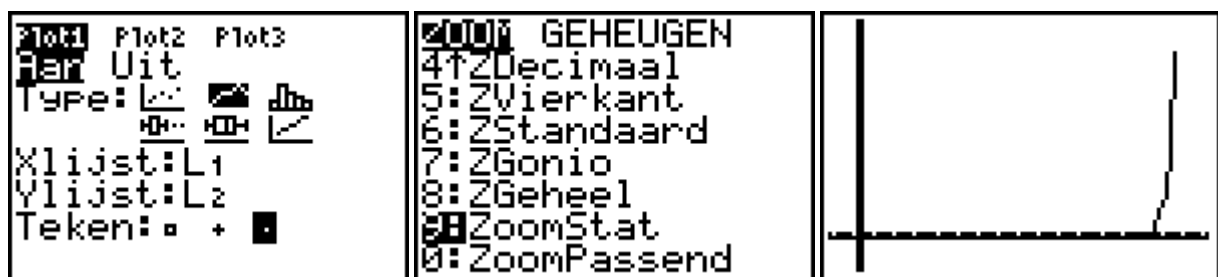 Plot1 Plot2 Plot3
Aan Uit
Type:
Xlijst:L1
Ylijst:L2
Teken:▫ + ·
ZOOM GEHEUGEN
4↑ZDecimaal
5:ZVierkant
6:ZStandaard
7:ZGonio
8:ZGeheel
9:ZoomStat
0:ZoomPassend